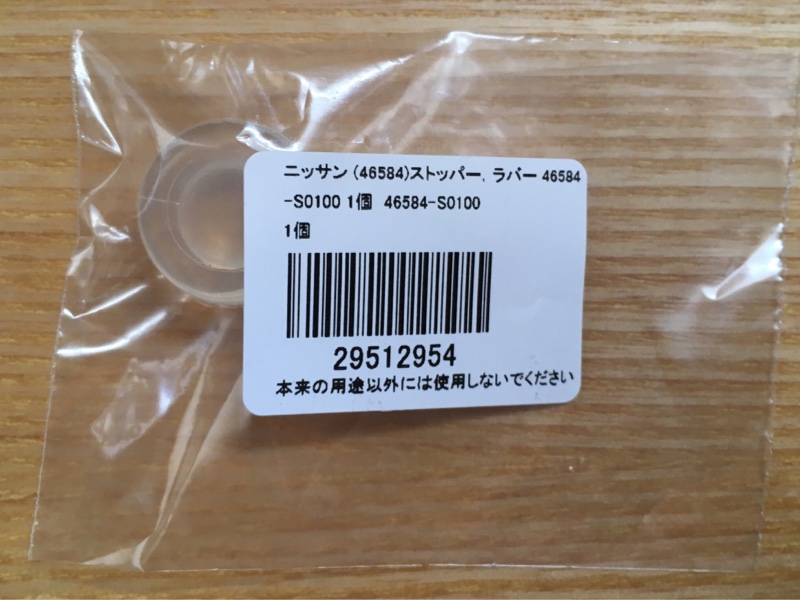 ニッサン (46584)ストッパー, ラバー 46584
-S0100 1個 46584-S0100
1個
29512954
本来の用途以外には使用しないでください